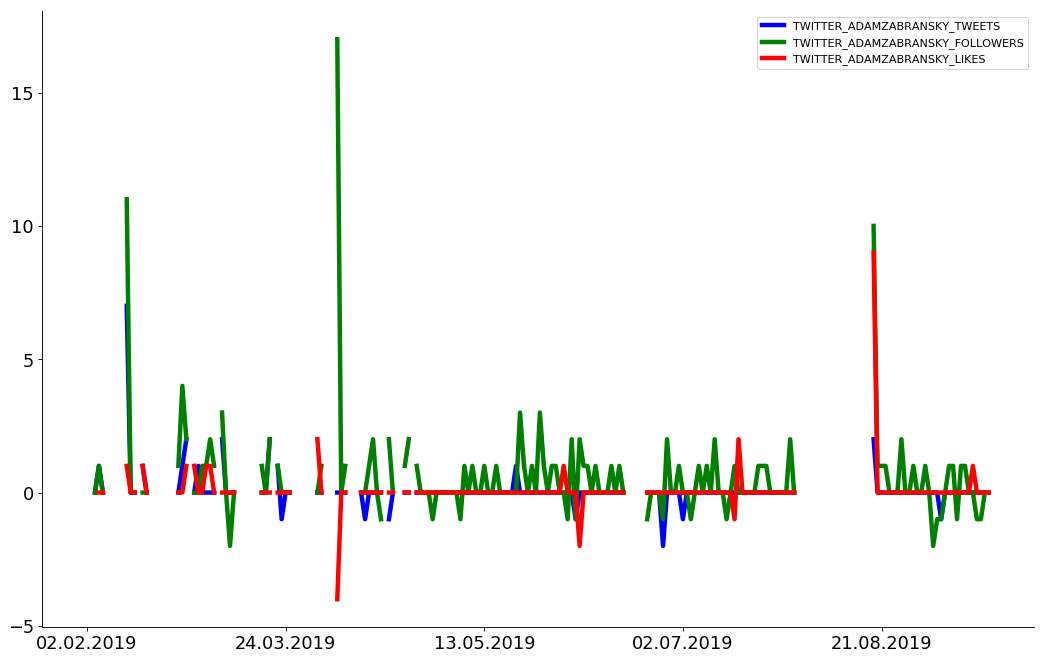 TWITTER_ADAMZABRANSKY_TWEETS
TWITTER_ADAMZABRANSKY_FOLLOWERS
TWITTER_ADAMZABRANSKY_LIKES
15
10
5
0
−5
02.02.2019 24.03.2019 13.05.2019 02.07.2019 21.08.2019